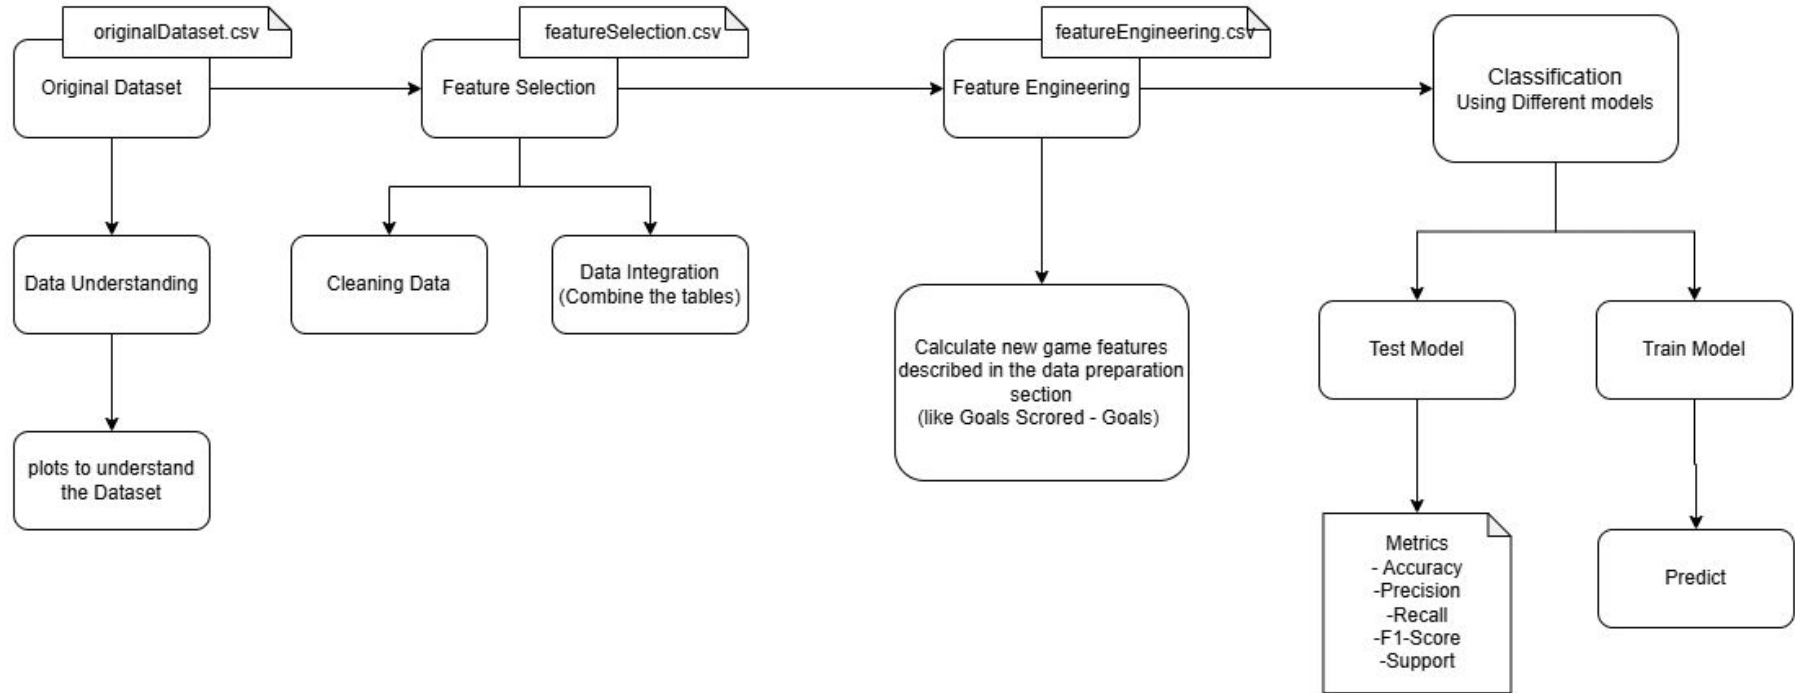 originalDataset.csv
Original Dataset
featureSelection.csv
Feature Selection
featureEngineering.csv
Feature Engineering
Classification
Using Different models
Data Understanding
Cleaning Data
Data Integration
(Combine the tables)
plots to understand
the Dataset
Calculate new game features
described in the data preparation
section
(like Goals Scrored - Goals)
Test Model
Train Model
Metrics
- Accuracy
-Precision
-Recall
-F1-Score
-Support
Predict